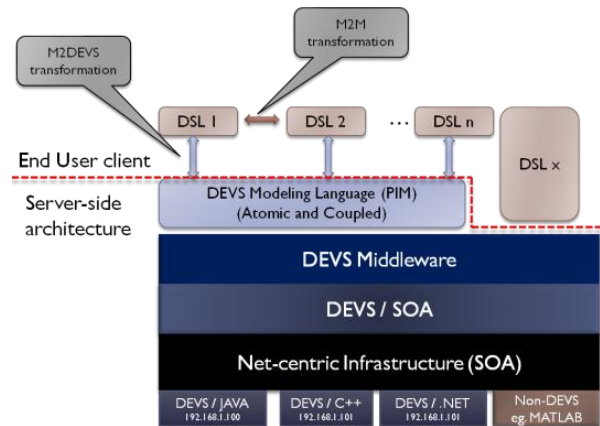 M2DEVS
transformation
M2M
transformation
DSL 1
DSL 2
...
DSL n
DSL x
End User client
Server-side
architecture
DEVS Modeling Language (PIM)
(Atomic and Coupled)
DEVS Middleware
DEVS / SOA
Net-centric Infrastructure (SOA)
DEVS / JAVA
192.168.1.100
DEVS / C++
192.168.1.101
DEVS / .NET
192.168.1.101
Non-DEVS
eg. MATLAB